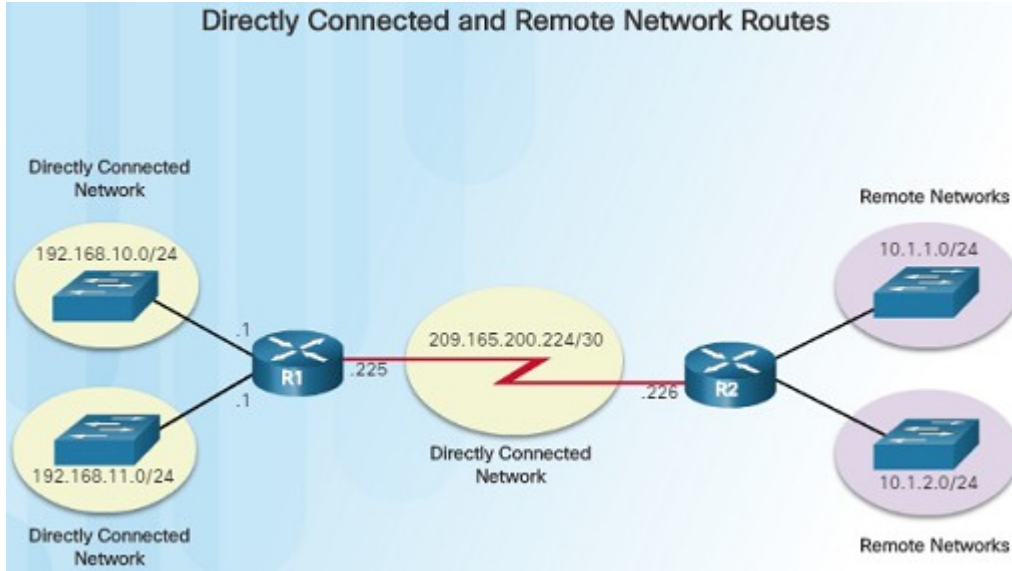 Directly Connected and Remote Network Routes
Directly Connected
Network
192.168.10.0/24
.1
R1
.1
192.168.11.0/24
Directly Connected
Network
.225
209.165.200.224/30
.226
Directly Connected
Network
R2
Remote Networks
10.1.1.0/24
10.1.2.0/24
Remote Networks